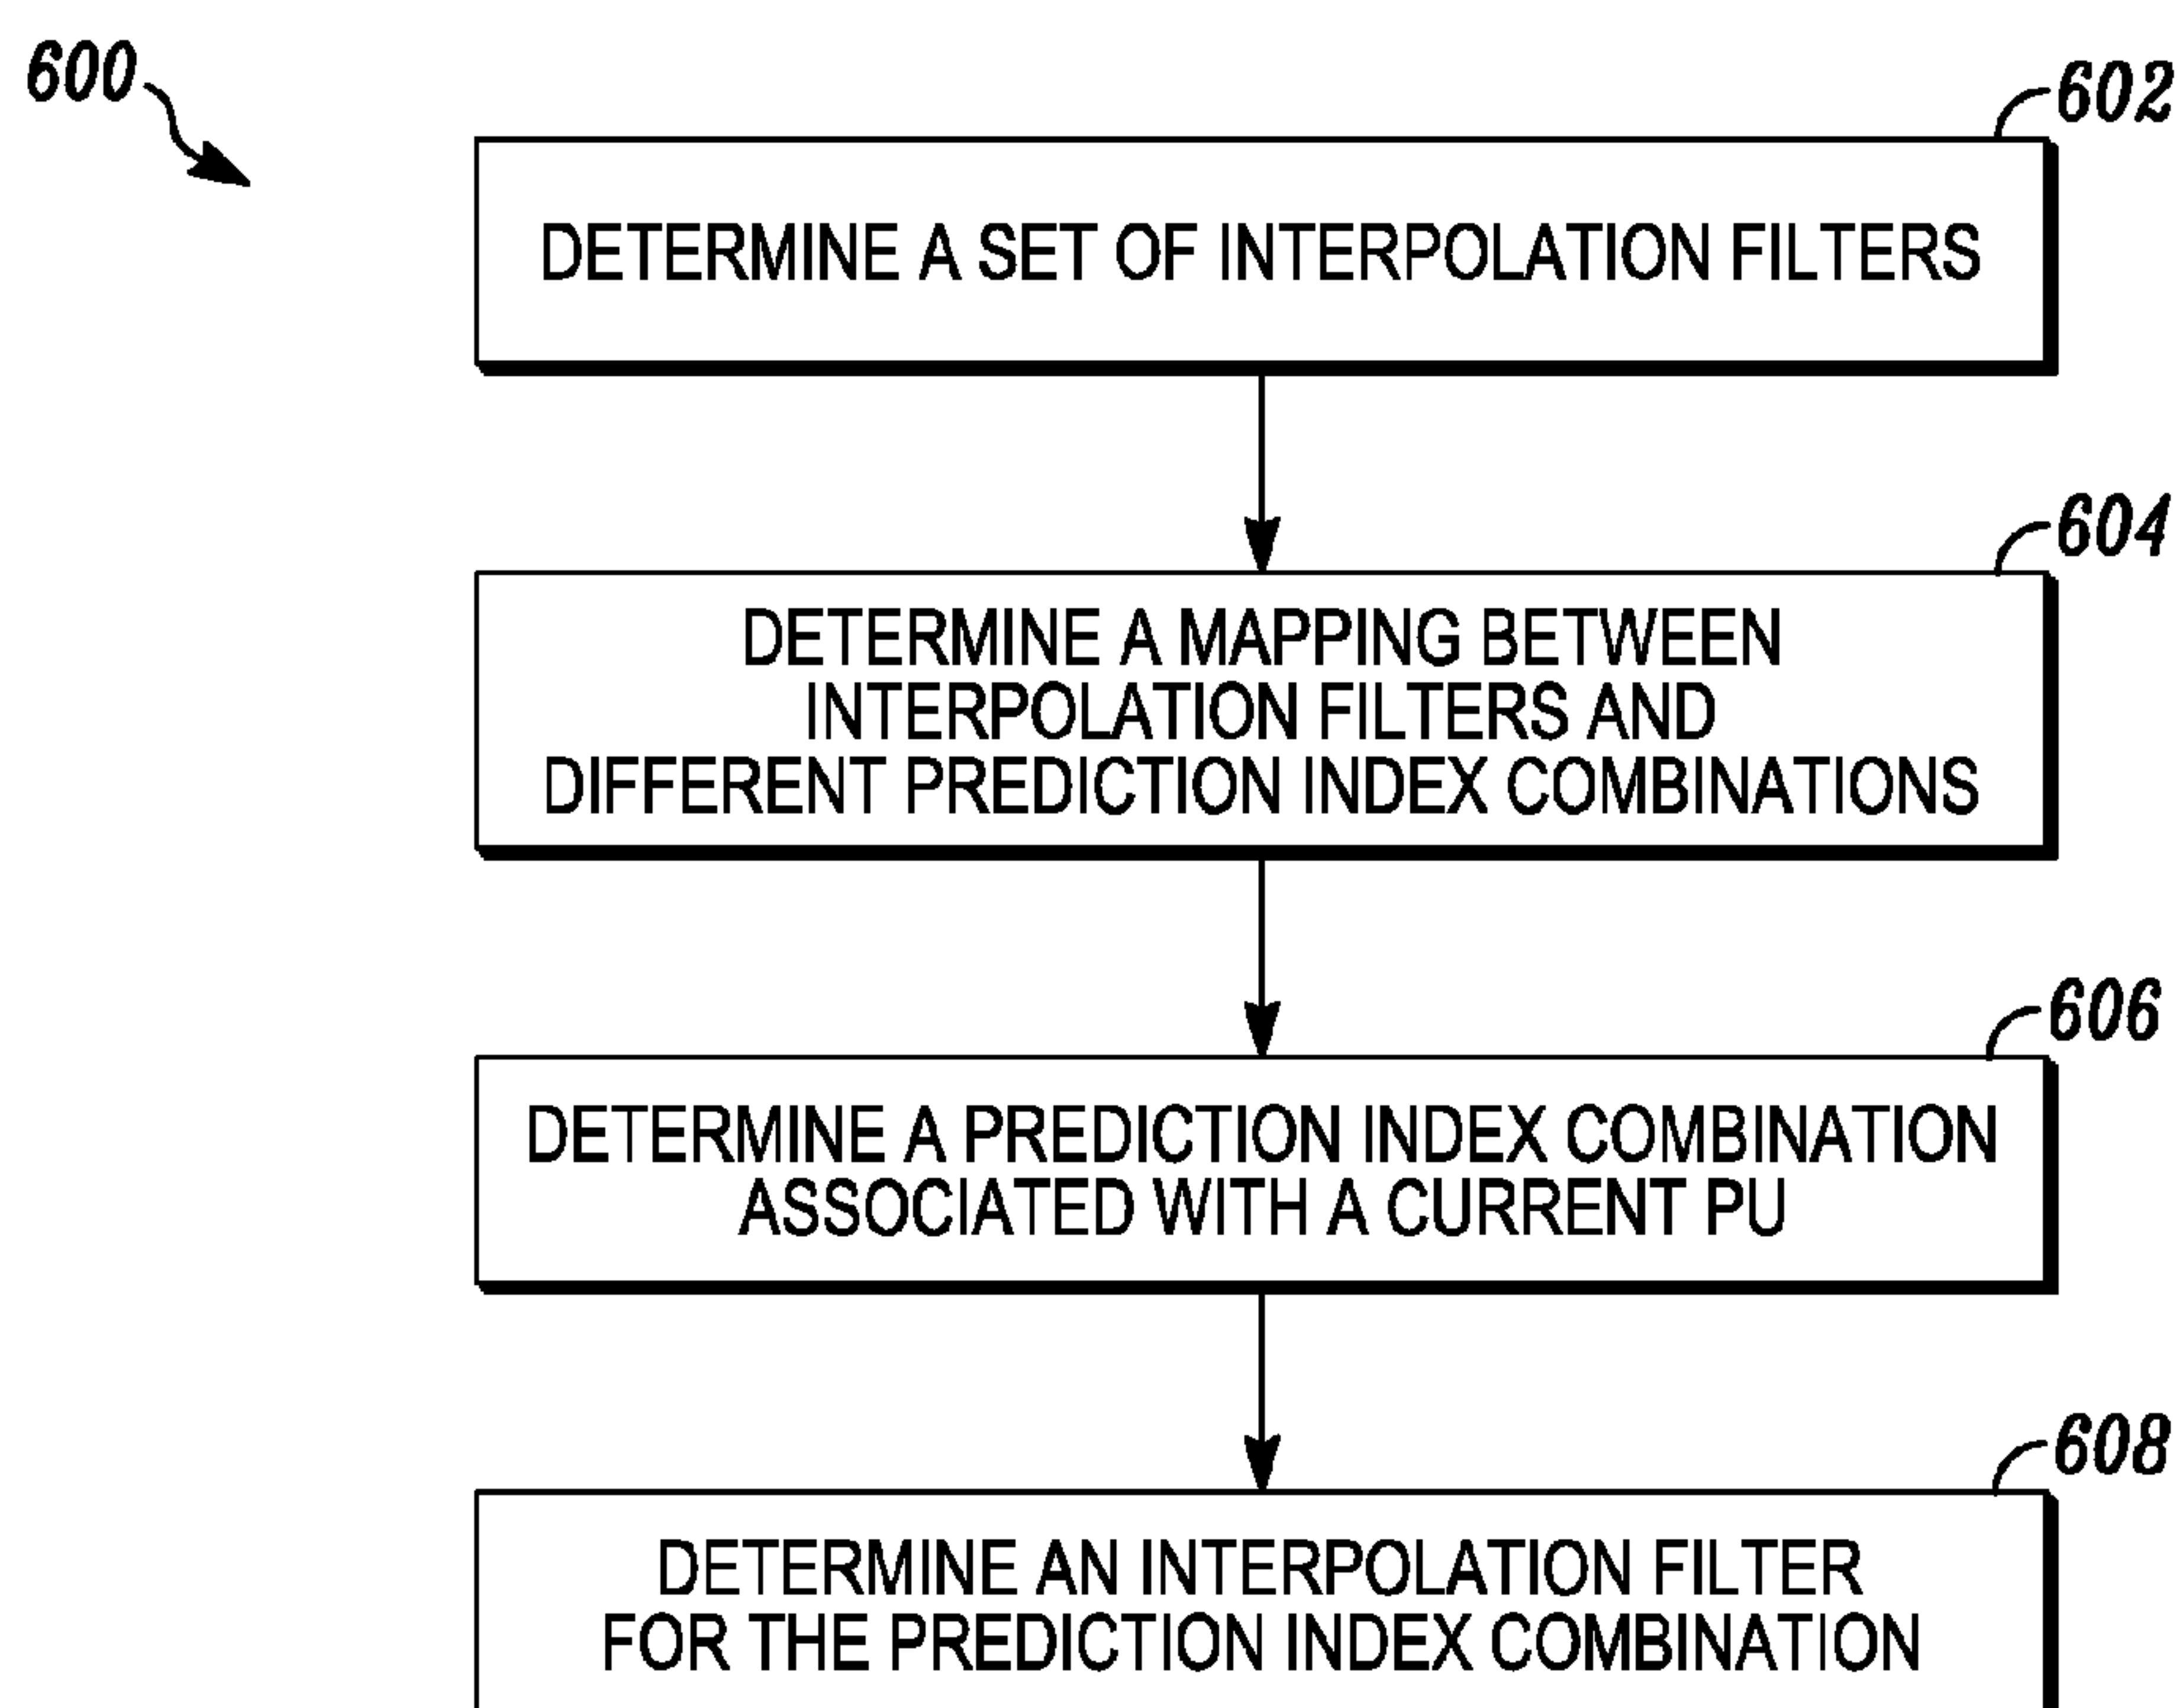 600
602
DETERMINE A SET OF INTERPOLATION FILTERS
604
DETERMINE A MAPPING BETWEEN
INTERPOLATION FILTERS AND
DIFFERENT PREDICTION INDEX COMBINATIONS
606
DETERMINE A PREDICTION INDEX COMBINATION
ASSOCIATED WITH A CURRENT PU
608
DETERMINE AN INTERPOLATION FILTER
FOR THE PREDICTION INDEX COMBINATION